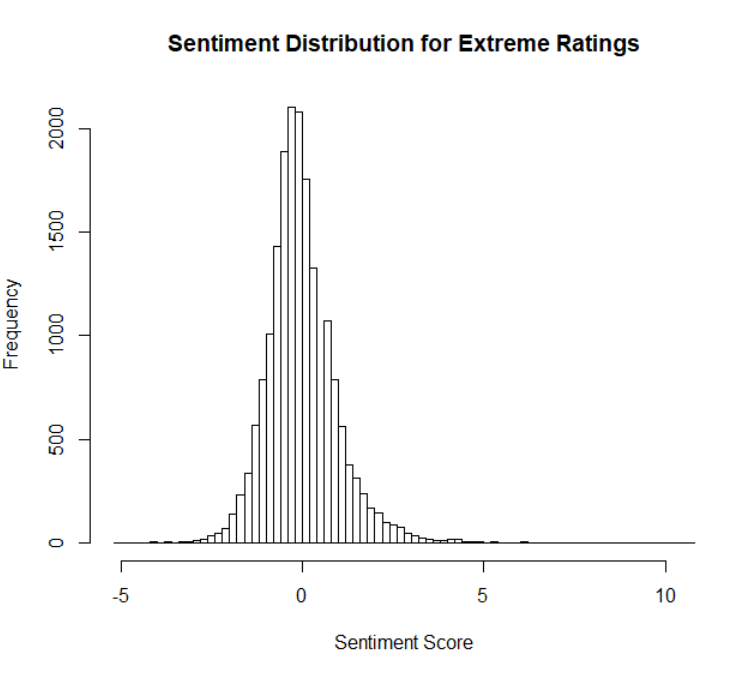 Sentiment Distribution for Extreme Ratings
Frequency
2000
1500
1000
500
0
-5 0 5 10
Sentiment Score